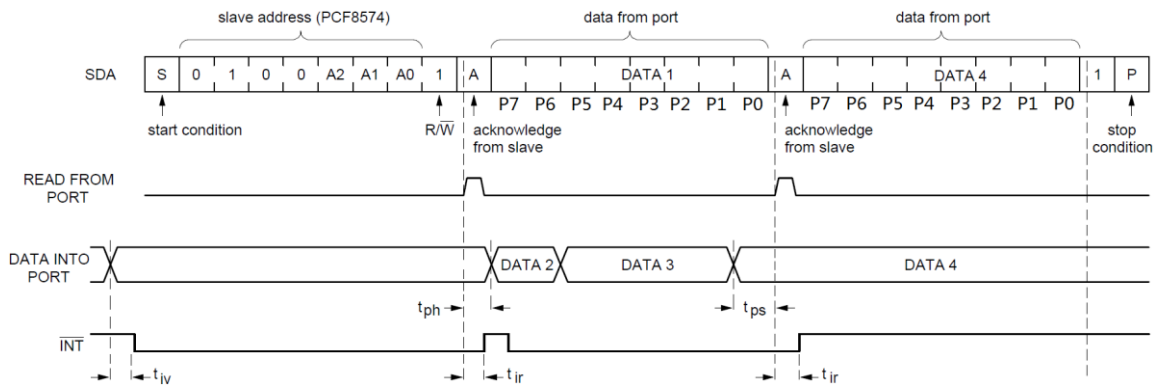 slave address (PCF8574) data from port data from port
SDA S 0 1 0 0 A2 A1 A0 1 A DATA 1 A DATA 4 1 P
P7 P6 P5 P4 P3 P2 P1 P0 P7 P6 P5 P4 P3 P2 P1 P0
start condition R/W̅ acknowledge from slave acknowledge from slave stop condition
READ FROM
PORT
DATA INTO
PORT
DATA 2 DATA 3 DATA 4
tph tps
I̅N̅T̅
tiv tir tir